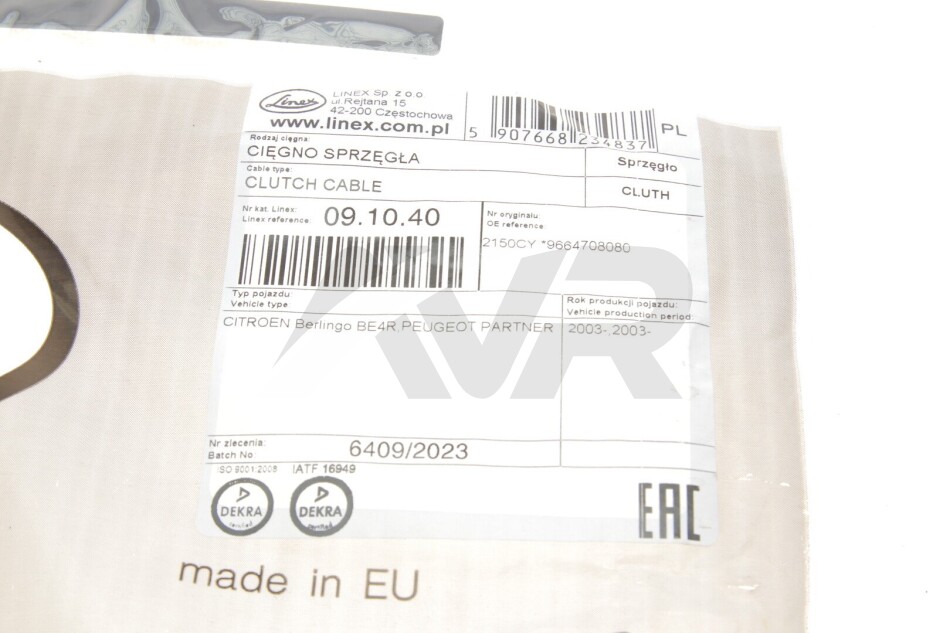 Linex
LINEX Sp. z o.o
ul.Rejtana 15
42-200 Częstochowa
www.linex.com.pl
5 907668 234837
PL
Rodzaj cięgna:
CIĘGNO SPRZĘGŁA
Sprzęgło
Cable type:
CLUTCH CABLE
CLUTH
Nr kat. Linex:
Linex reference:
09.10.40
Nr oryginału:
OE reference:
2150CY *9664708080
Typ pojazdu:
Vehicle type:
Rok produkcji pojazdu:
Vehicle production period:
CITROEN Berlingo BE4R,PEUGEOT PARTNER
2003-,2003-
Nr zlecenia:
Batch No:
6409/2023
ISO 9001:2008
IATF 16949
DEKRA
DEKRA
EAC
made in EU
VR